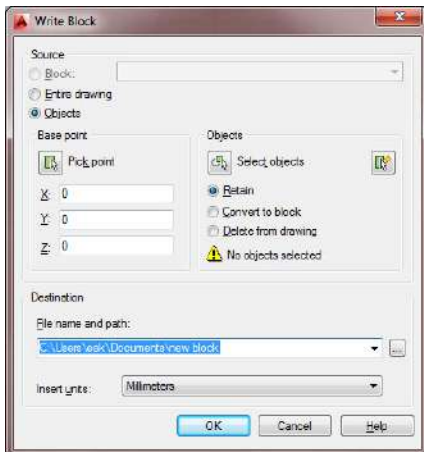 Write Block
Source
Block:
Entire drawing
Objects
Base point
Pick point
X: 0
Y: 0
Z: 0
Objects
Select objects
Retain
Convert to block
Delete from drawing
No objects selected
Destination
File name and path:
C:\Users\esk\Documents\new block
...
Insert units: Millimeters
OK Cancel Help